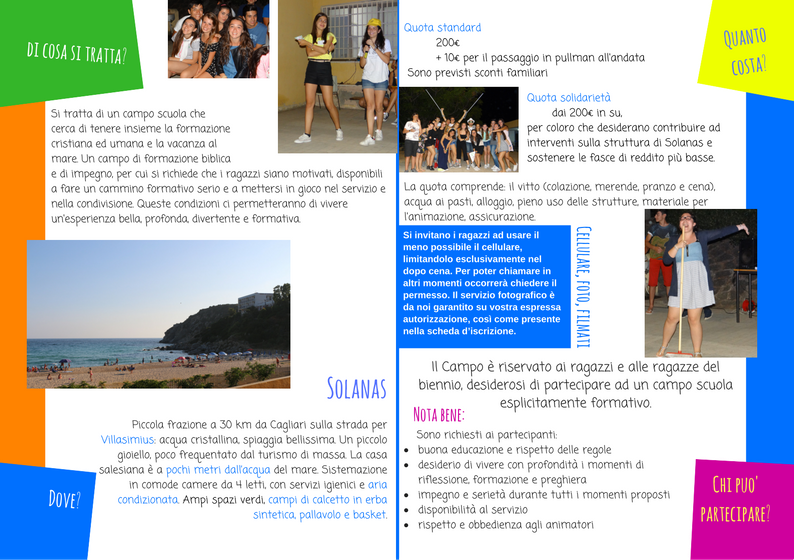 DI COSA SI TRATTA?
Si tratta di un campo scuola che
cerca di tenere insieme la formazione
cristiana ed umana e la vacanza al
mare. Un campo di formazione biblica
e di impegno, per cui si richiede che i ragazzi siano motivati, disponibili
a fare un cammino formativo serio e a mettersi in gioco nel servizio e
nella condivisione. Queste condizioni ci permetteranno di vivere
un'esperienza bella, profonda, divertente e formativa.
SOLANAS
Piccola frazione a 30 km da Cagliari sulla strada per
Villasimius: acqua cristallina, spiaggia bellissima. Un piccolo
gioiello, poco frequentato dal turismo di massa. La casa
salesiana è a pochi metri dall'acqua del mare. Sistemazione
in comode camere da 4 letti, con servizi igienici e aria
condizionata. Ampi spazi verdi, campi di calcetto in erba
sintetica, pallavolo e basket.
DOVE?
QUANTO
COSTA?
Quota standard
200€
+ 10€ per il passaggio in pullman all'andata
Sono previsti sconti familiari
Quota solidarietà
dai 200€ in su,
per coloro che desiderano contribuire ad
interventi sulla struttura di Solanas e
sostenere le fasce di reddito più basse.
La quota comprende: il vitto (colazione, merende, pranzo e cena),
acqua ai pasti, alloggio, pieno uso delle strutture, materiale per
l'animazione, assicurazione.
Si invitano i ragazzi ad usare il
meno possibile il cellulare,
limitandolo esclusivamente nel
dopo cena. Per poter chiamare in
altri momenti occorrerà chiedere il
permesso. Il servizio fotografico è
da noi garantito su vostra espressa
autorizzazione, così come presente
nella scheda d'iscrizione.
CELLULARE, FOTO, FILMATI
Il Campo è riservato ai ragazzi e alle ragazze del
biennio, desiderosi di partecipare ad un campo scuola
esplicitamente formativo.
NOTA BENE:
Sono richiesti ai partecipanti:
• buona educazione e rispetto delle regole
• desiderio di vivere con profondità i momenti di
riflessione, formazione e preghiera
• impegno e serietà durante tutti i momenti proposti
• disponibilità al servizio
• rispetto e obbedienza agli animatori
CHI PUO'
PARTECIPARE?